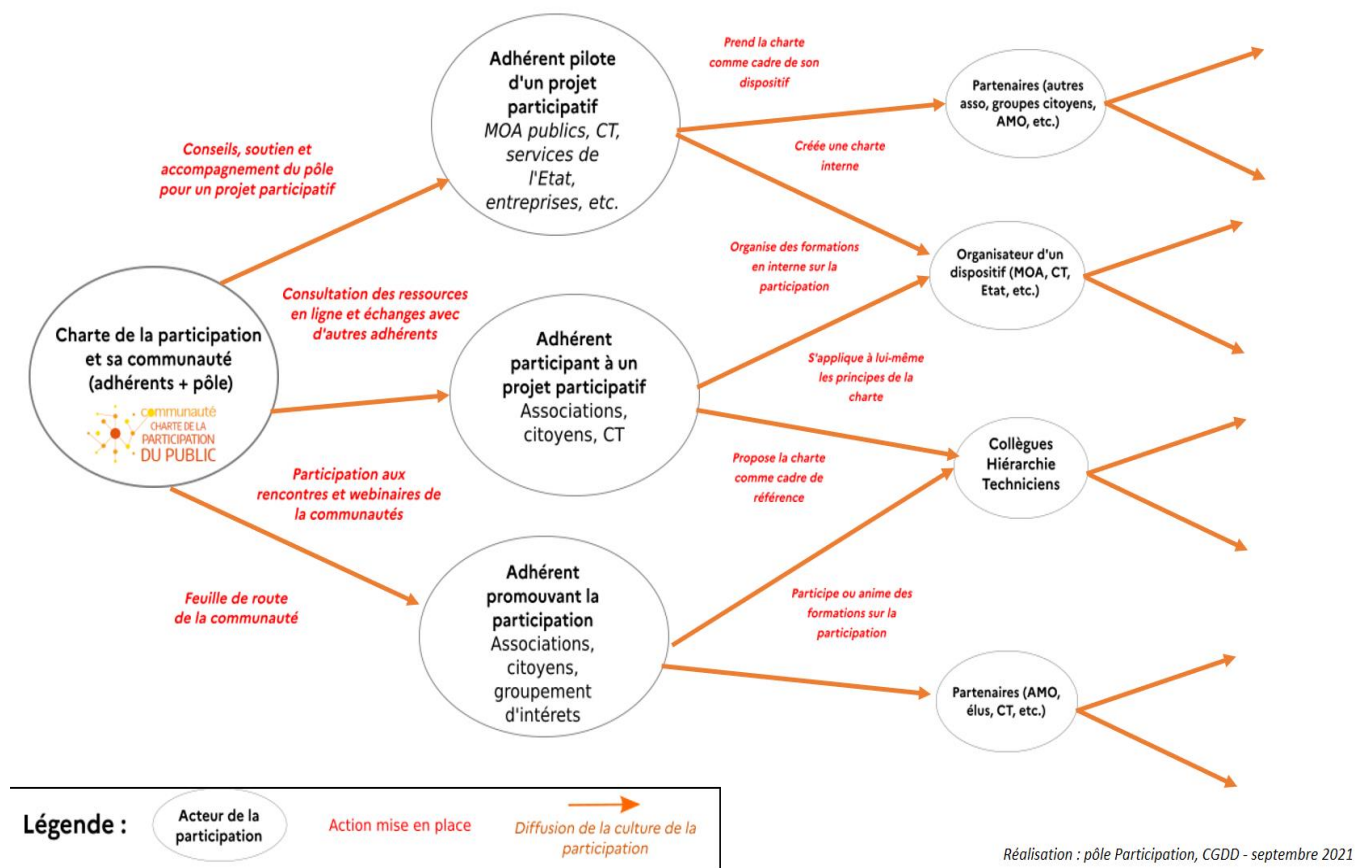 Conseils, soutien et
accompagnement du pôle
pour un projet participatif
Charte de la participation
et sa communauté
(adhérents + pôle)
communauté
CHARTE DE LA
PARTICIPATION
DU PUBLIC
Consultation des ressources
en ligne et échanges avec
d'autres adhérents
Participation aux
rencontres et webinaires de
la communautés
Feuille de route
de la communauté
Adhérent pilote
d'un projet
participatif
MOA publics, CT,
services de
l'Etat,
entreprises, etc.
Adhérent
participant à un
projet participatif
Associations,
citoyens, CT
Adhérent
promouvant la
participation
Associations,
citoyens,
groupement
d'intérets
Prend la charte
comme cadre de son
dispositif
Créée une charte
interne
Organise des formations
en interne sur la
participation
S'applique à lui-même
les principes de la
charte
Propose la charte
comme cadre de
référence
Participe ou anime des
formations sur la
participation
Partenaires (autres
asso, groupes citoyens,
AMO, etc.)
Organisateur d'un
dispositif (MOA, CT,
Etat, etc.)
Collègues
Hiérarchie
Techniciens
Partenaires (AMO,
élus, CT, etc.)
Légende :
Acteur de la
participation
Action mise en place
Diffusion de la culture de la
participation
Réalisation : pôle Participation, CGDD - septembre 2021